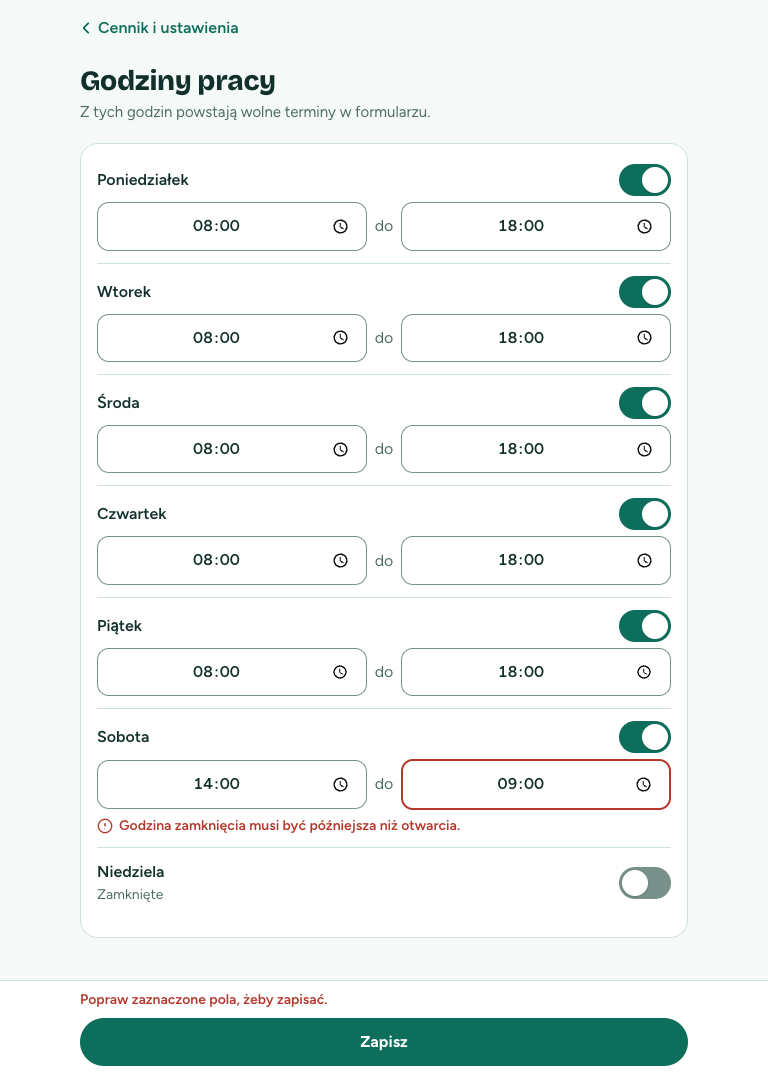 Cennik i ustawienia
Godziny pracy
Z tych godzin powstają wolne terminy w formularzu.
Poniedziałek
08:00 do 18:00
Wtorek
08:00 do 18:00
Środa
08:00 do 18:00
Czwartek
08:00 do 18:00
Piątek
08:00 do 18:00
Sobota
14:00 do 09:00
Godzina zamknięcia musi być późniejsza niż otwarcia.
Niedziela
Zamknięte
Popraw zaznaczone pola, żeby zapisać.
Zapisz